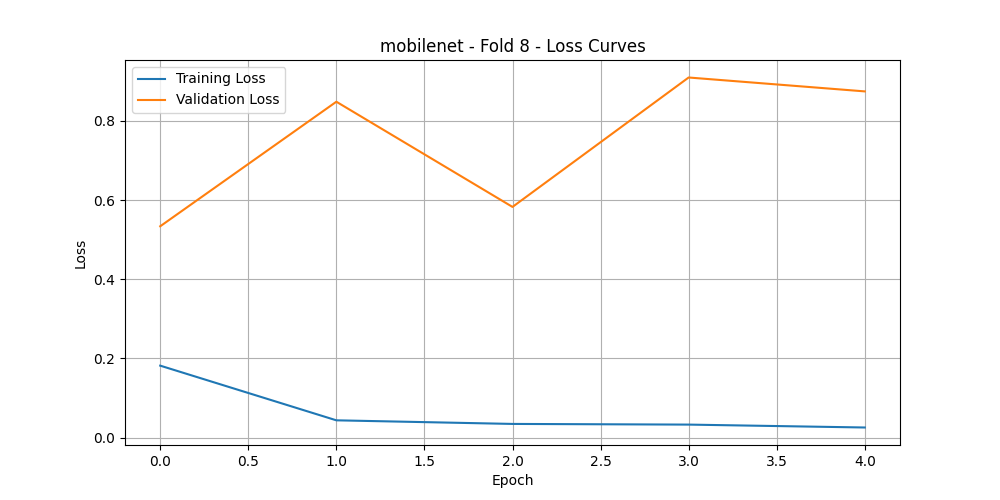 mobilenet - Fold 8 - Loss Curves
Training Loss
Validation Loss
Loss
0.8
0.6
0.4
0.2
0.0
0.0 0.5 1.0 1.5 2.0 2.5 3.0 3.5 4.0
Epoch